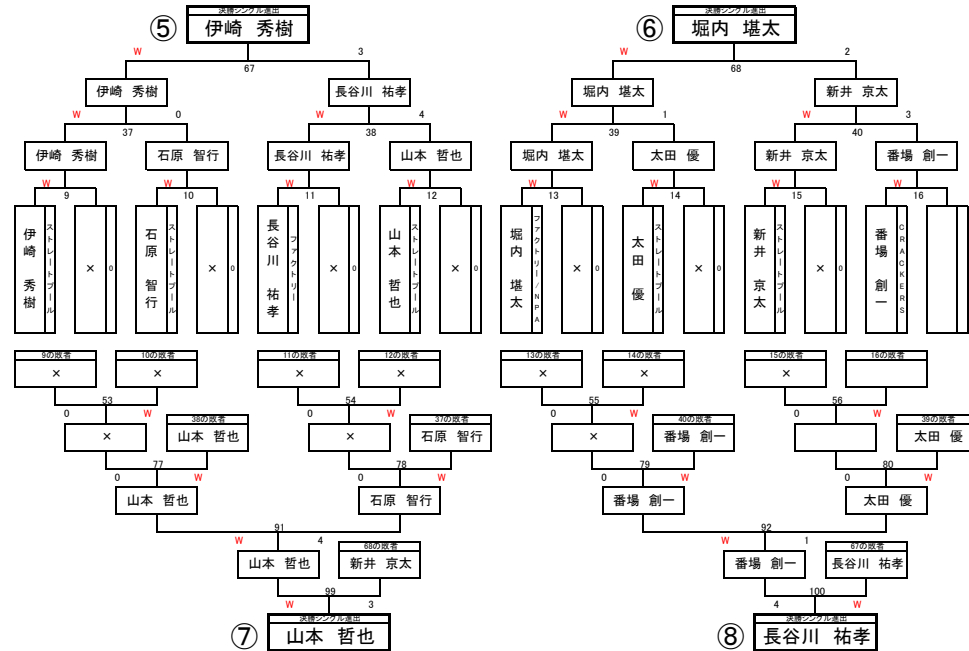 決勝シングル進出 決勝シングル進出
⑤ 伊崎 秀樹 ⑥ 堀内 堪太
W 3 W 2
67 68
伊崎 秀樹 長谷川 祐孝 堀内 堪太 新井 京太
W 0 W 4 W 1 W 3
37 38 39 40
伊崎 秀樹 石原 智行 長谷川 祐孝 山本 哲也 堀内 堪太 太田 優 新井 京太 番場 創一
W W W W W W W W
9 10 11 12 13 14 15 16
伊崎 秀樹 ストレートプール × 0 石原 智行 ストレートプール × 0 長谷川 祐孝 ファクトリー × 0 山本 哲也 ストレートプール × 0 堀内 堪太 ファクトリー/NPA × 0 太田 優 ストレートプール × 0 新井 京太 ストレートプール × 0 番場 創一 CRACKERS 0
9の敗者 10の敗者 11の敗者 12の敗者 13の敗者 14の敗者 15の敗者 16の敗者
× × × × × × ×
53 54 55 56
0 W 0 W 0 W 0 W
38の敗者 37の敗者 40の敗者 39の敗者
× 山本 哲也 × 石原 智行 × 番場 創一 太田 優
77 78 79 80
0 W 0 W 0 W 0 W
山本 哲也 石原 智行 番場 創一 太田 優
91 92
W 4 W 1
68の敗者 67の敗者
山本 哲也 新井 京太 番場 創一 長谷川 祐孝
99 100
W 3 4 W
決勝シングル進出 決勝シングル進出
⑦ 山本 哲也 ⑧ 長谷川 祐孝